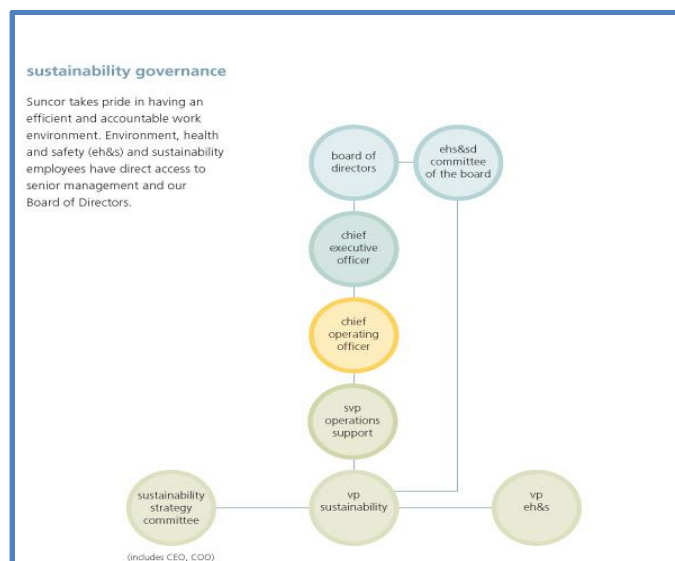 sustainability governance
Suncor takes pride in having an
efficient and accountable work
environment. Environment, health
and safety (eh&s) and sustainability
employees have direct access to
senior management and our
Board of Directors.
board of
directors
ehs&sd
committee
of the board
chief
executive
officer
chief
operating
officer
svp
operations
support
sustainability
strategy
committee
vp
sustainability
vp
eh&s
(includes CEO, COO)